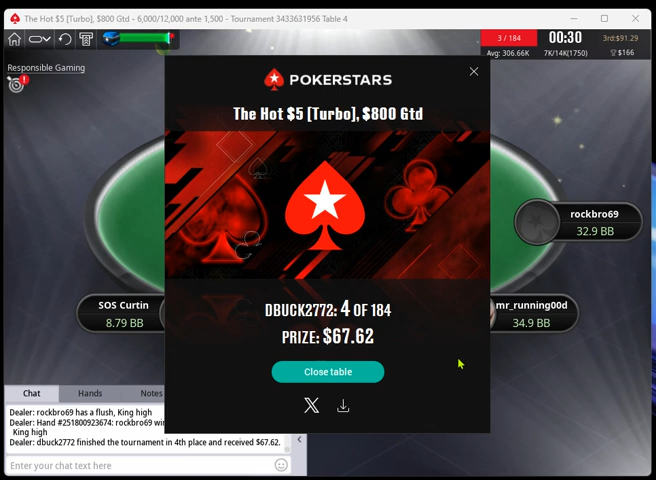 The Hot $5 [Turbo], $800 Gtd - 6,000/12,000 ante 1,500 - Tournament 3433631956 Table 4
3 / 184
00:30
3rd:$91.29
Avg: 306.66K
7K/14K(1750)
$166
Responsible Gaming
!
POKERSTARS
The Hot $5 [Turbo], $800 Gtd
rockbro69
32.9 BB
SOS Curtin
8.79 BB
mr_running00d
34.9 BB
DBUCK2772: 4 OF 184
PRIZE: $67.62
Close table
Chat
Hands
Notes
Dealer: rockbro69 has a flush, King high
Dealer: Hand #251800923674: rockbro69 wi
King high
Dealer: dbuck2772 finished the tournament in 4th place and received $67.62.
Enter your chat text here